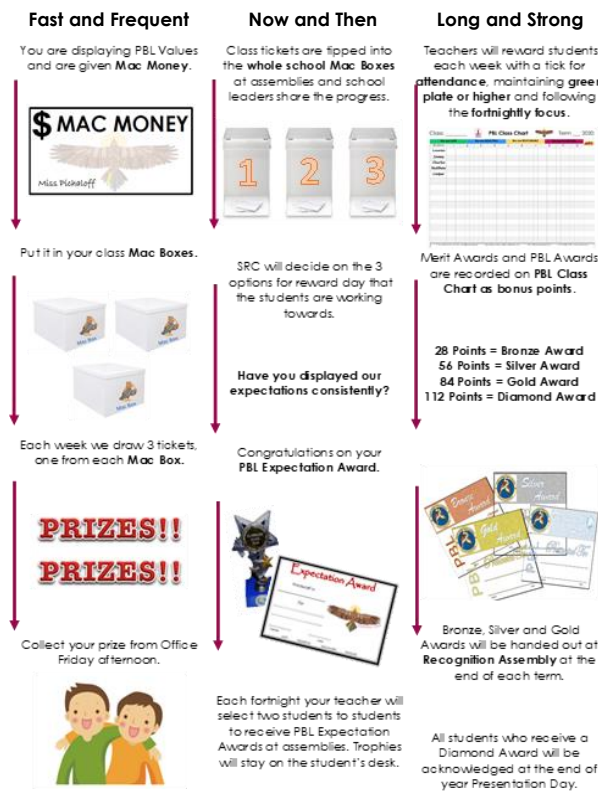 Fast and Frequent
You are displaying PBL Values
and are given Mac Money.
$ MAC MONEY
Miss Pichaloff
Put it in your class Mac Boxes.
Mac Box
Mac Box
Mac Box
Each week we draw 3 tickets,
one from each Mac Box.
PRIZES!!
PRIZES!!
Collect your prize from Office
Friday afternoon.
Now and Then
Class tickets are tipped into
the whole school Mac Boxes
at assemblies and school
leaders share the progress.
1 2 3
SRC will decide on the 3
options for reward day that
the students are working
towards.
Have you displayed our
expectations consistently?
Congratulations on your
PBL Expectation Award.
Expectation Award
Each fortnight your teacher will
select two students to students
to receive PBL Expectation
Awards at assemblies. Trophies
will stay on the student's desk.
Long and Strong
Teachers will reward students
each week with a tick for
attendance, maintaining green
plate or higher and following
the fortnightly focus.
Class PBL Class Chart Term 2020
Merit Awards and PBL Awards
are recorded on PBL Class
Chart as bonus points.
28 Points = Bronze Award
56 Points = Silver Award
84 Points = Gold Award
112 Points = Diamond Award
Bronze Award
Silver Award
Gold Award
PBL
Bronze, Silver and Gold
Awards will be handed out at
Recognition Assembly at the
end of each term.
All students who receive a
Diamond Award will be
acknowledged at the end of
year Presentation Day.